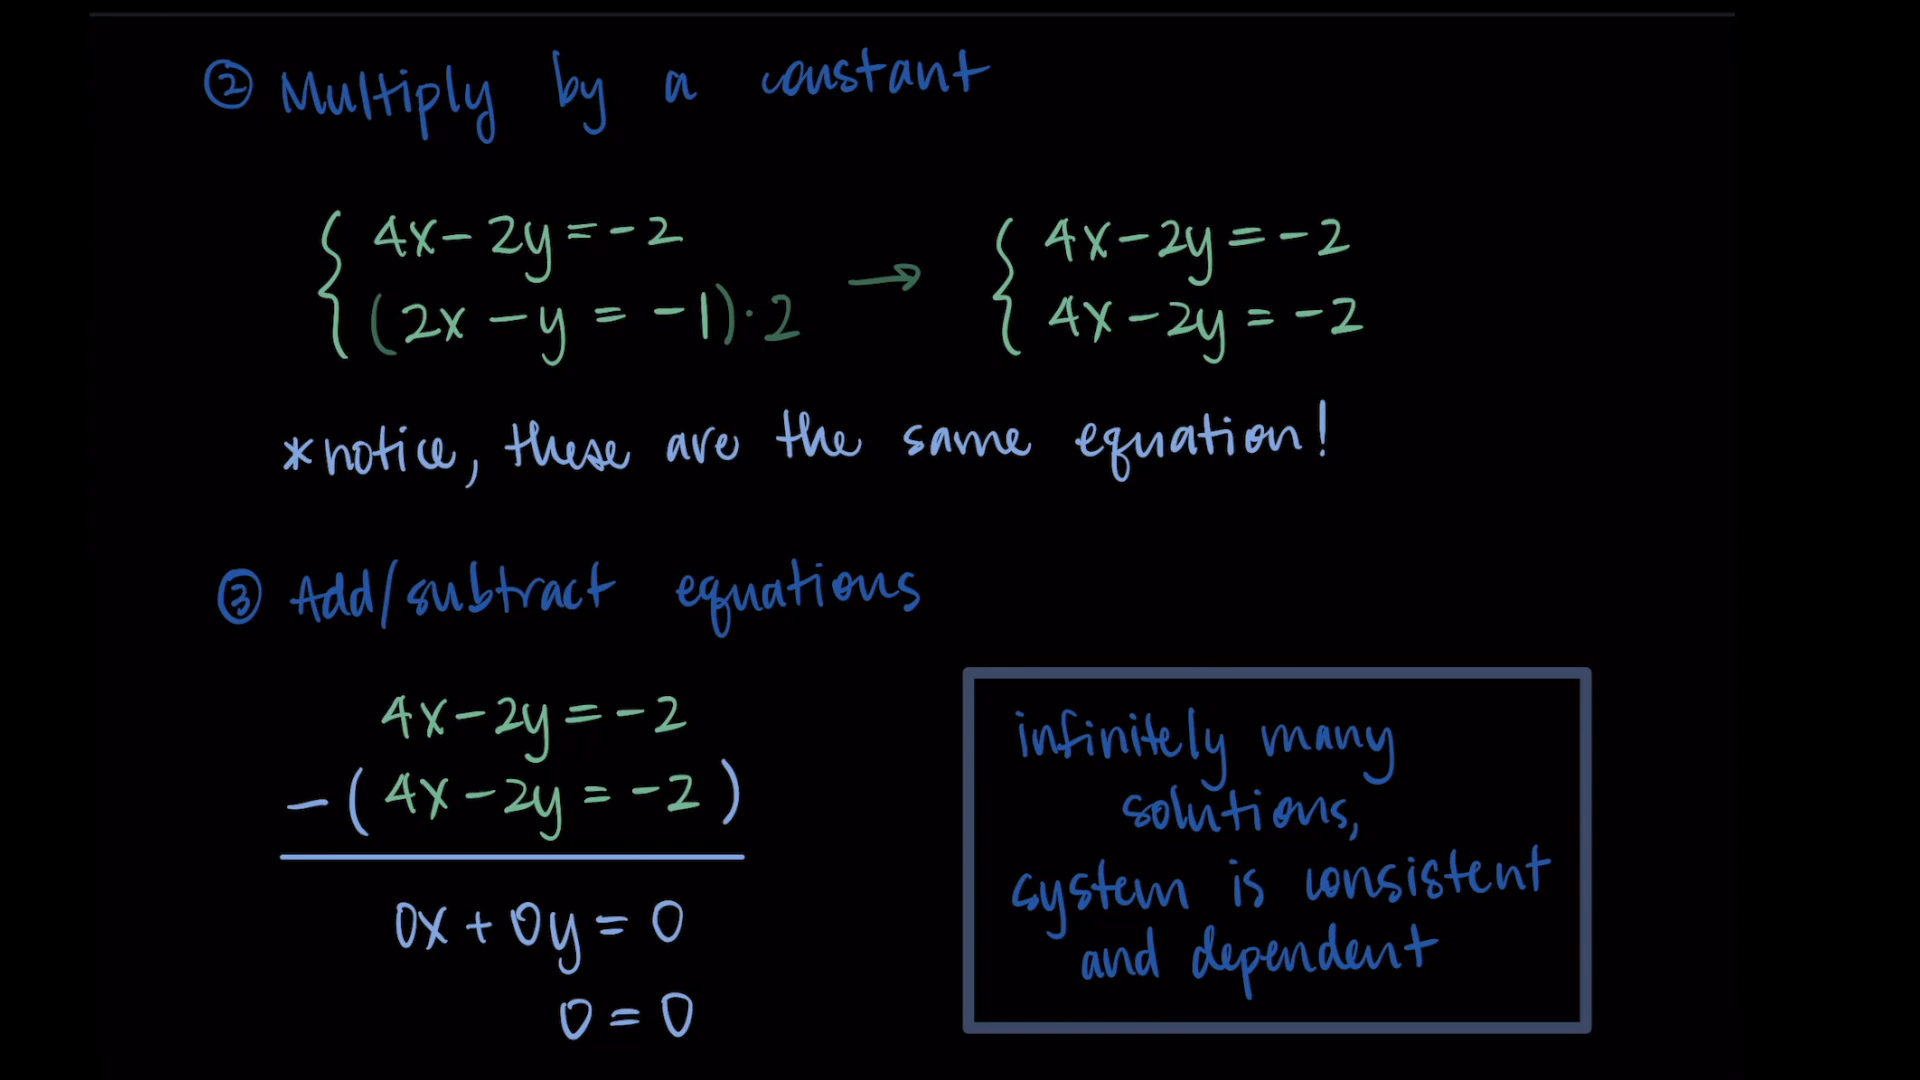 ② Multiply by a constant
{ 4x - 2y = -2
(2x - y = -1) · 2
→
{ 4x - 2y = -2
4x - 2y = -2
*notice, these are the same equation!
③ Add/subtract equations
4x - 2y = -2
- ( 4x - 2y = -2 )
0x + 0y = 0
0 = 0
infinitely many
solutions,
system is consistent
and dependent